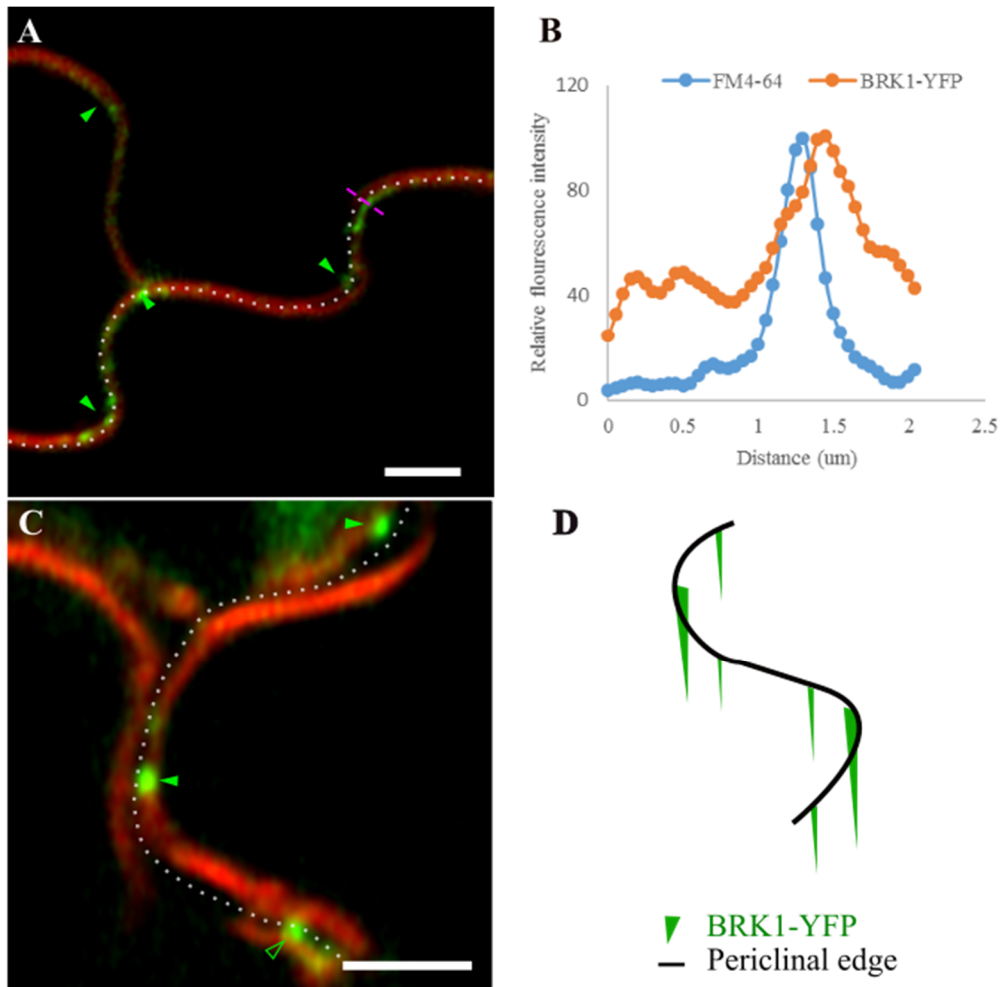 A
B
FM4-64 BRK1-YFP
120
80
40
0
Relative flourescence intensity
0 0.5 1 1.5 2 2.5
Distance (um)
C
D
BRK1-YFP
Periclinal edge